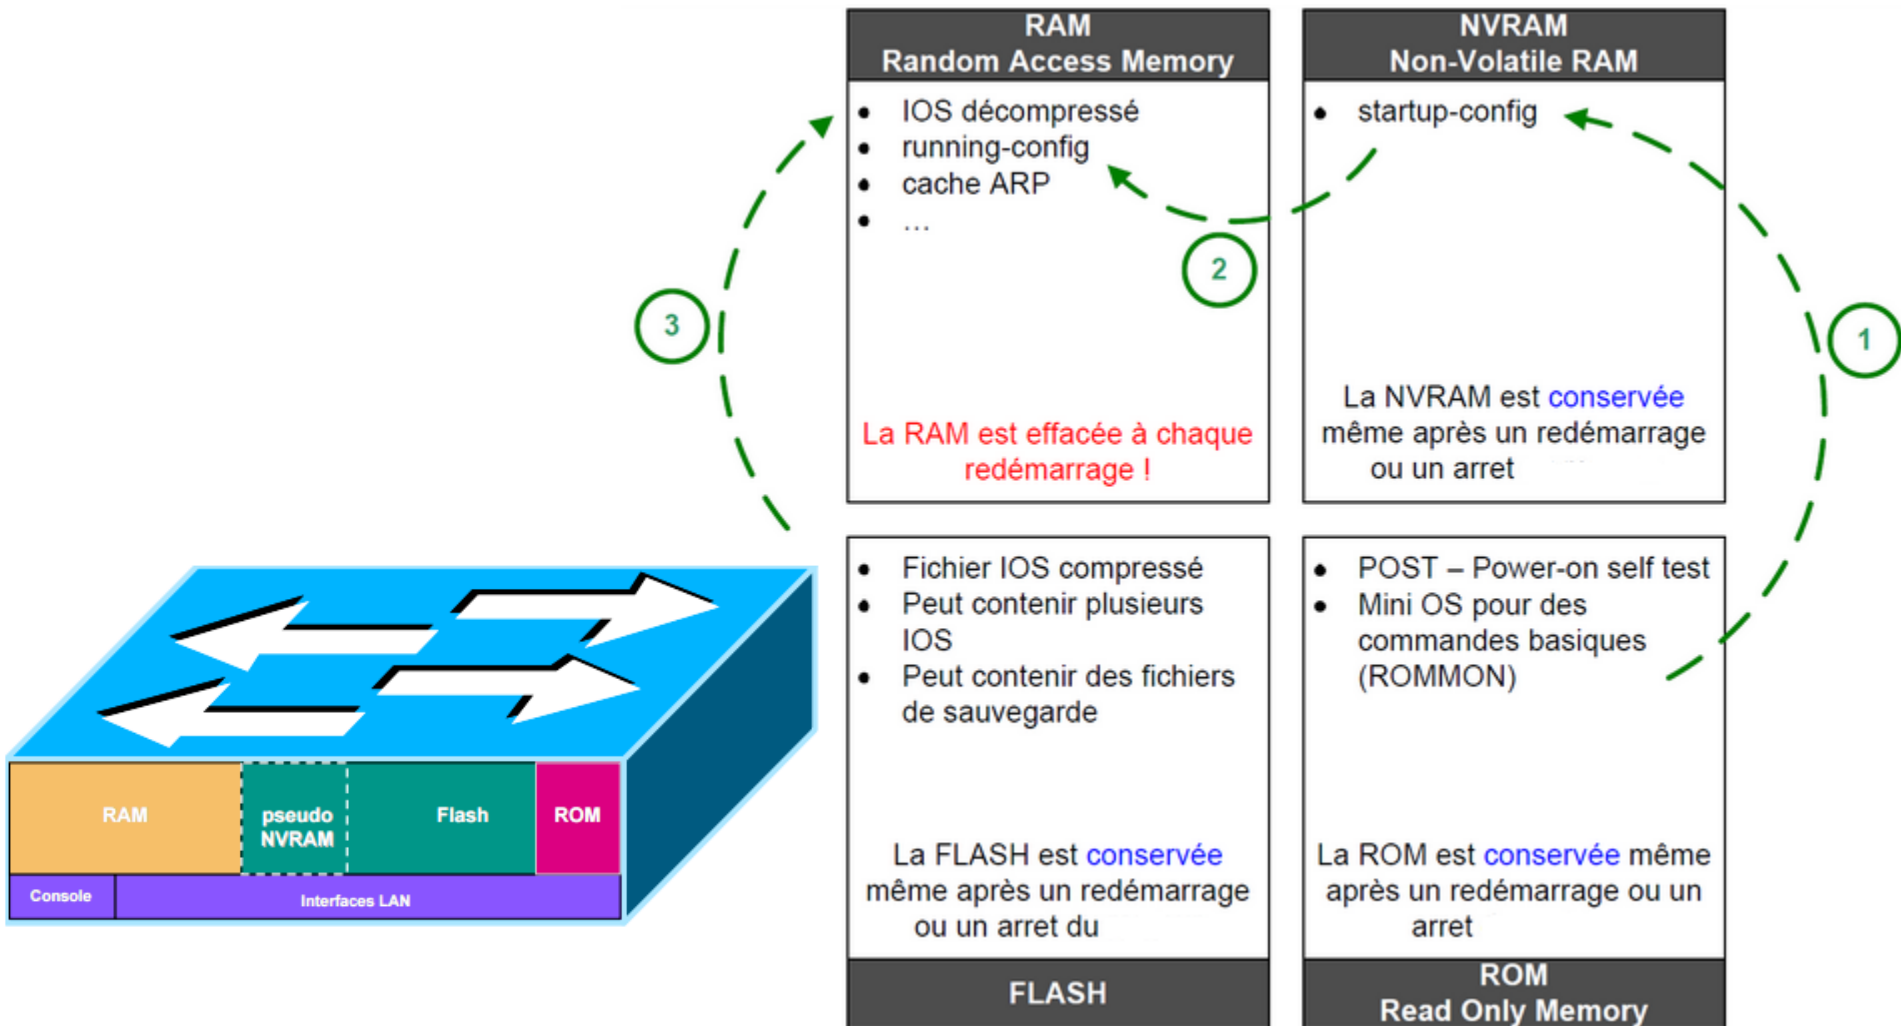 RAM
Random Access Memory
• IOS décompressé
• running-config
• cache ARP
• ...
La RAM est effacée à chaque
redémarrage !
NVRAM
Non-Volatile RAM
• startup-config
La NVRAM est conservée
même après un redémarrage
ou un arret
3
2
1
• Fichier IOS compressé
• Peut contenir plusieurs
IOS
• Peut contenir des fichiers
de sauvegarde
La FLASH est conservée
même après un redémarrage
ou un arret du
FLASH
• POST – Power-on self test
• Mini OS pour des
commandes basiques
(ROMMON)
La ROM est conservée même
après un redémarrage ou un
arret
ROM
Read Only Memory
RAM
pseudo
NVRAM
Flash
ROM
Console
Interfaces LAN